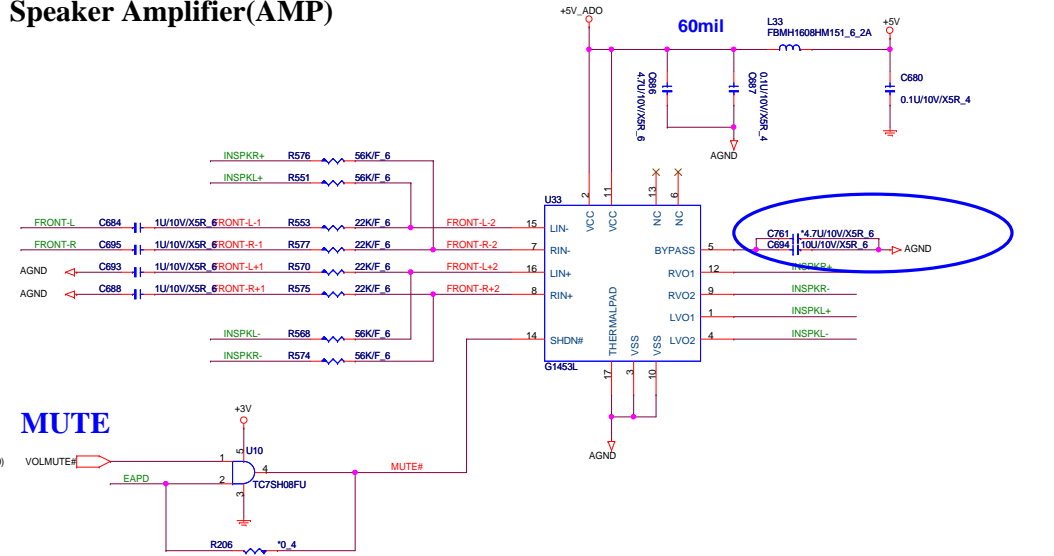 Speaker Amplifier(AMP)
+5V_ADO
60mil
L33
FBMH1608HM151_6_2A
+5V
C686
4.7U/10V/X5R_6
C687
0.1U/10V/X5R_4
C680
0.1U/10V/X5R_4
AGND
INSPKR+ R576 56K/F_6
INSPKL+ R551 56K/F_6
U33
2 11 13 6
VCC VCC NC NC
FRONT-L C684 1U/10V/X5R_6 FRONT-L-1 R553 22K/F_6 FRONT-L-2 15 LIN-
FRONT-R C695 1U/10V/X5R_6 FRONT-R-1 R577 22K/F_6 FRONT-R-2 7 RIN-
AGND C693 1U/10V/X5R_6 FRONT-L+1 R570 22K/F_6 FRONT-L+2 16 LIN+
AGND C688 1U/10V/X5R_6 FRONT-R+1 R575 22K/F_6 FRONT-R+2 8 RIN+
C761 *4.7U/10V/X5R_6
C694 10U/10V/X5R_6
BYPASS 5 AGND
RVO1 12 INSPKR+
RVO2 9 INSPKR-
LVO1 1 INSPKL+
LVO2 4 INSPKL-
INSPKL- R568 56K/F_6
INSPKR- R574 56K/F_6
14 SHDN#
THERMALPAD VSS VSS
G1453L
17 3 10
AGND
MUTE
+3V
5 U10
VOLMUTE# 1
EAPD 2
4 MUTE#
TC7SH08FU
3
R206 *0_4